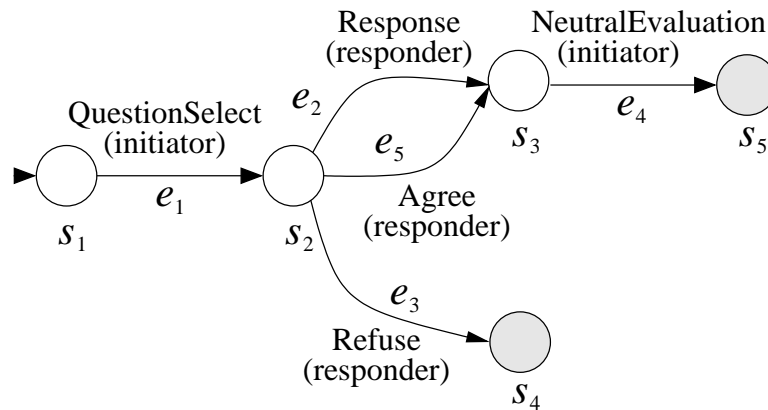 Response
(responder)
NeutralEvaluation
(initiator)
e2
QuestionSelect
(initiator)
e5
s3
e4
s5
e1
Agree
(responder)
s1
s2
e3
Refuse
(responder)
s4